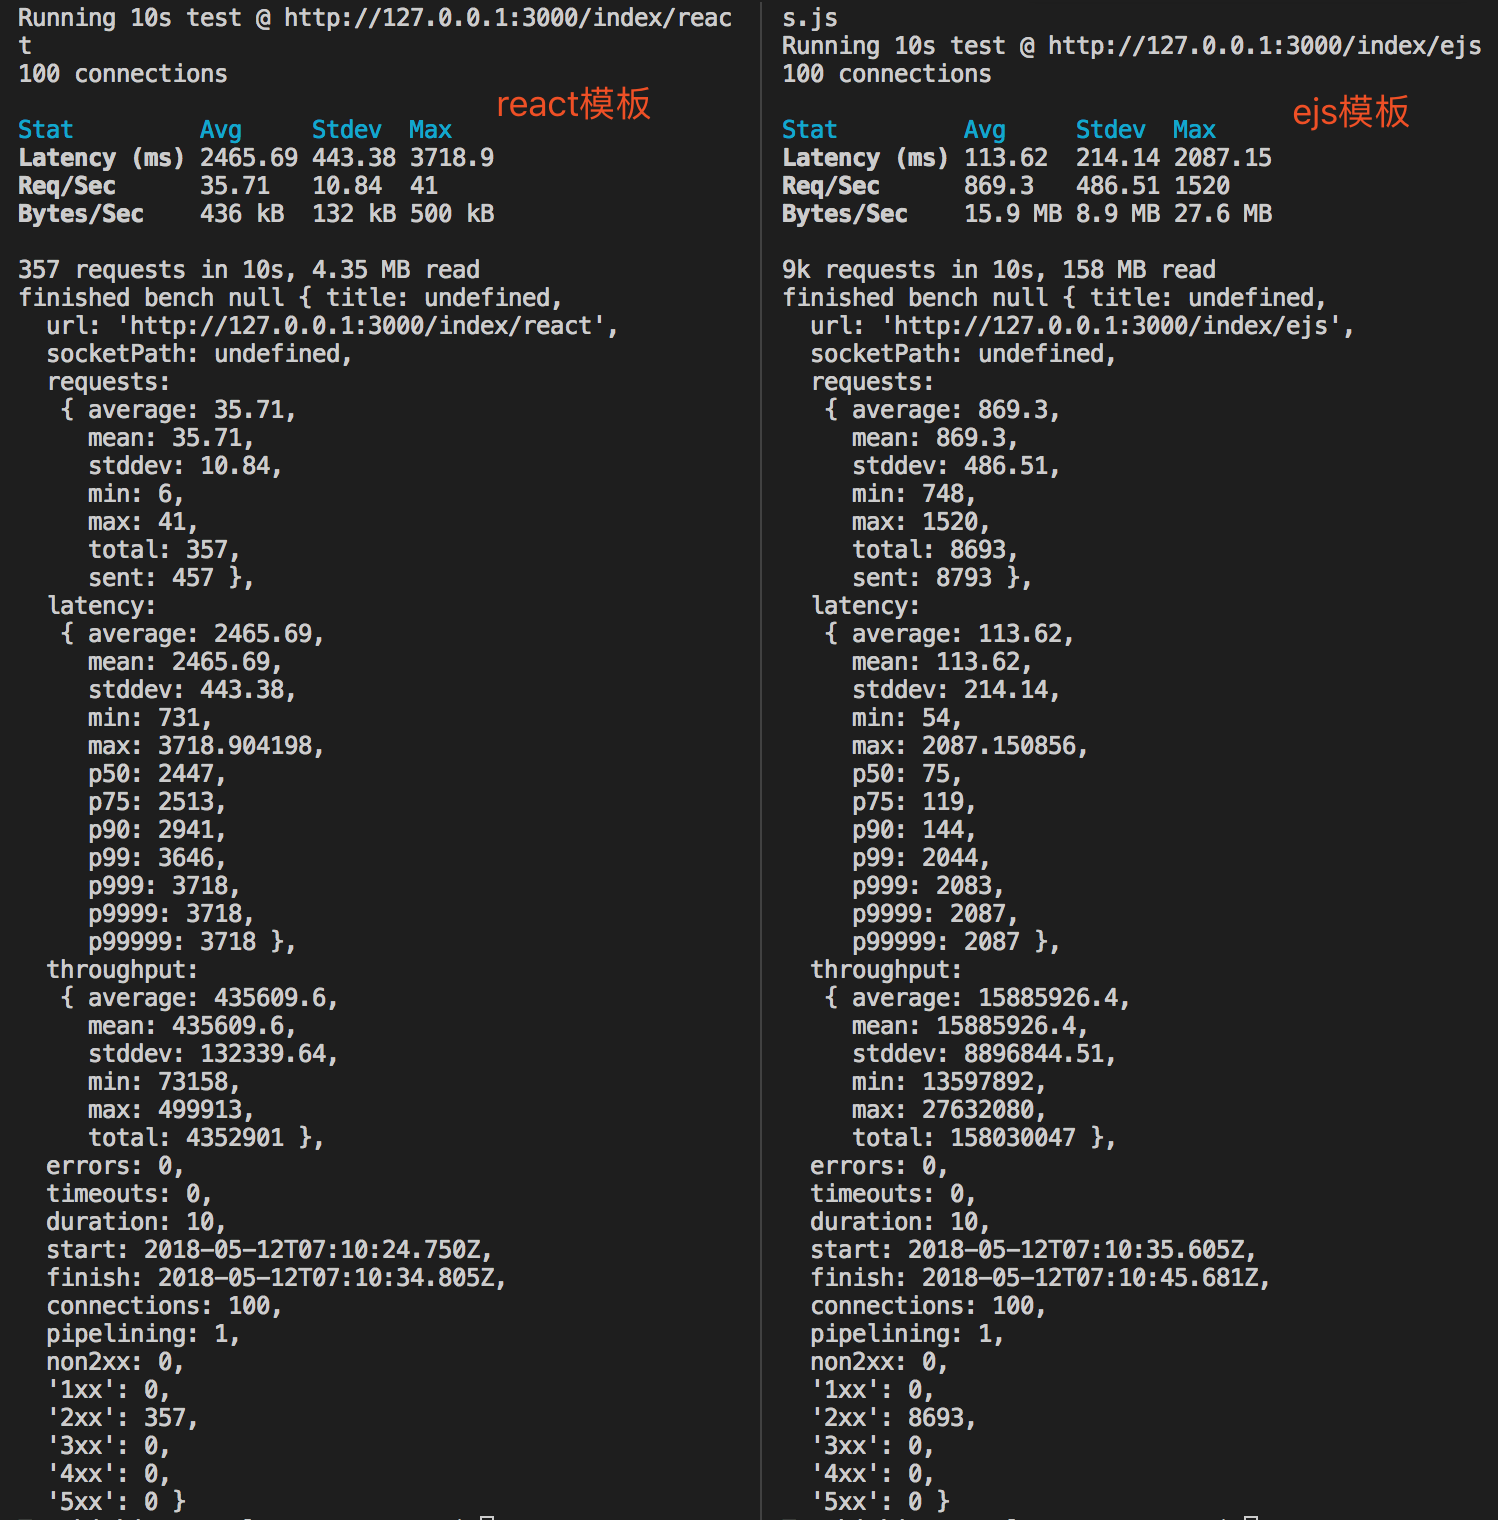 Running 10s test @ http://127.0.0.1:3000/index/reac
t
100 connections
react模板
Stat Avg Stdev Max
Latency (ms) 2465.69 443.38 3718.9
Req/Sec 35.71 10.84 41
Bytes/Sec 436 kB 132 kB 500 kB
357 requests in 10s, 4.35 MB read
finished bench null { title: undefined,
url: 'http://127.0.0.1:3000/index/react',
socketPath: undefined,
requests:
{ average: 35.71,
mean: 35.71,
stddev: 10.84,
min: 6,
max: 41,
total: 357,
sent: 457 },
latency:
{ average: 2465.69,
mean: 2465.69,
stddev: 443.38,
min: 731,
max: 3718.904198,
p50: 2447,
p75: 2513,
p90: 2941,
p99: 3646,
p999: 3718,
p9999: 3718,
p99999: 3718 },
throughput:
{ average: 435609.6,
mean: 435609.6,
stddev: 132339.64,
min: 73158,
max: 499913,
total: 4352901 },
errors: 0,
timeouts: 0,
duration: 10,
start: 2018-05-12T07:10:24.750Z,
finish: 2018-05-12T07:10:34.805Z,
connections: 100,
pipelining: 1,
non2xx: 0,
'1xx': 0,
'2xx': 357,
'3xx': 0,
'4xx': 0,
'5xx': 0 }
s.js
Running 10s test @ http://127.0.0.1:3000/index/ejs
100 connections
ejs模板
Stat Avg Stdev Max
Latency (ms) 113.62 214.14 2087.15
Req/Sec 869.3 486.51 1520
Bytes/Sec 15.9 MB 8.9 MB 27.6 MB
9k requests in 10s, 158 MB read
finished bench null { title: undefined,
url: 'http://127.0.0.1:3000/index/ejs',
socketPath: undefined,
requests:
{ average: 869.3,
mean: 869.3,
stddev: 486.51,
min: 748,
max: 1520,
total: 8693,
sent: 8793 },
latency:
{ average: 113.62,
mean: 113.62,
stddev: 214.14,
min: 54,
max: 2087.150856,
p50: 75,
p75: 119,
p90: 144,
p99: 2044,
p999: 2083,
p9999: 2087,
p99999: 2087 },
throughput:
{ average: 15885926.4,
mean: 15885926.4,
stddev: 8896844.51,
min: 13597892,
max: 27632080,
total: 158030047 },
errors: 0,
timeouts: 0,
duration: 10,
start: 2018-05-12T07:10:35.605Z,
finish: 2018-05-12T07:10:45.681Z,
connections: 100,
pipelining: 1,
non2xx: 0,
'1xx': 0,
'2xx': 8693,
'3xx': 0,
'4xx': 0,
'5xx': 0 }